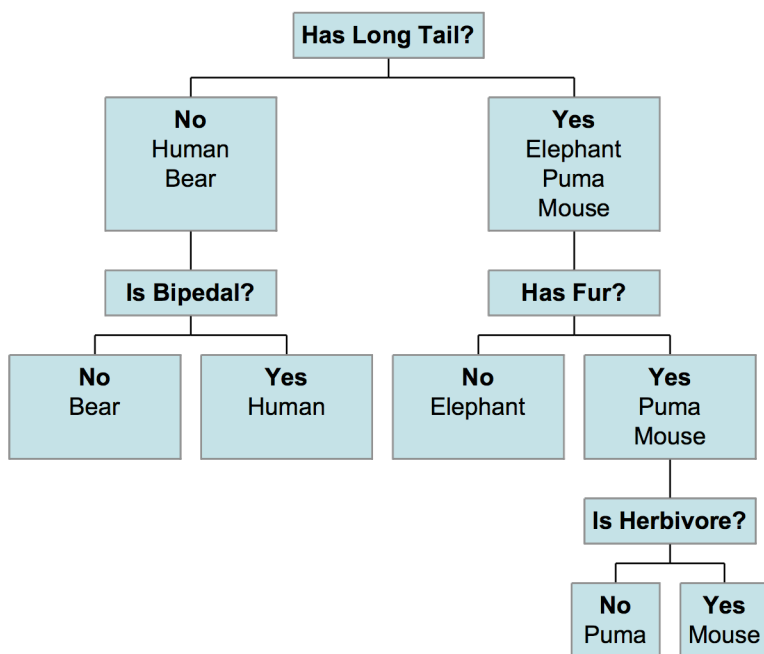 Has Long Tail?
No
Human
Bear
Yes
Elephant
Puma
Mouse
Is Bipedal?
Has Fur?
No
Bear
Yes
Human
No
Elephant
Yes
Puma
Mouse
Is Herbivore?
No
Puma
Yes
Mouse